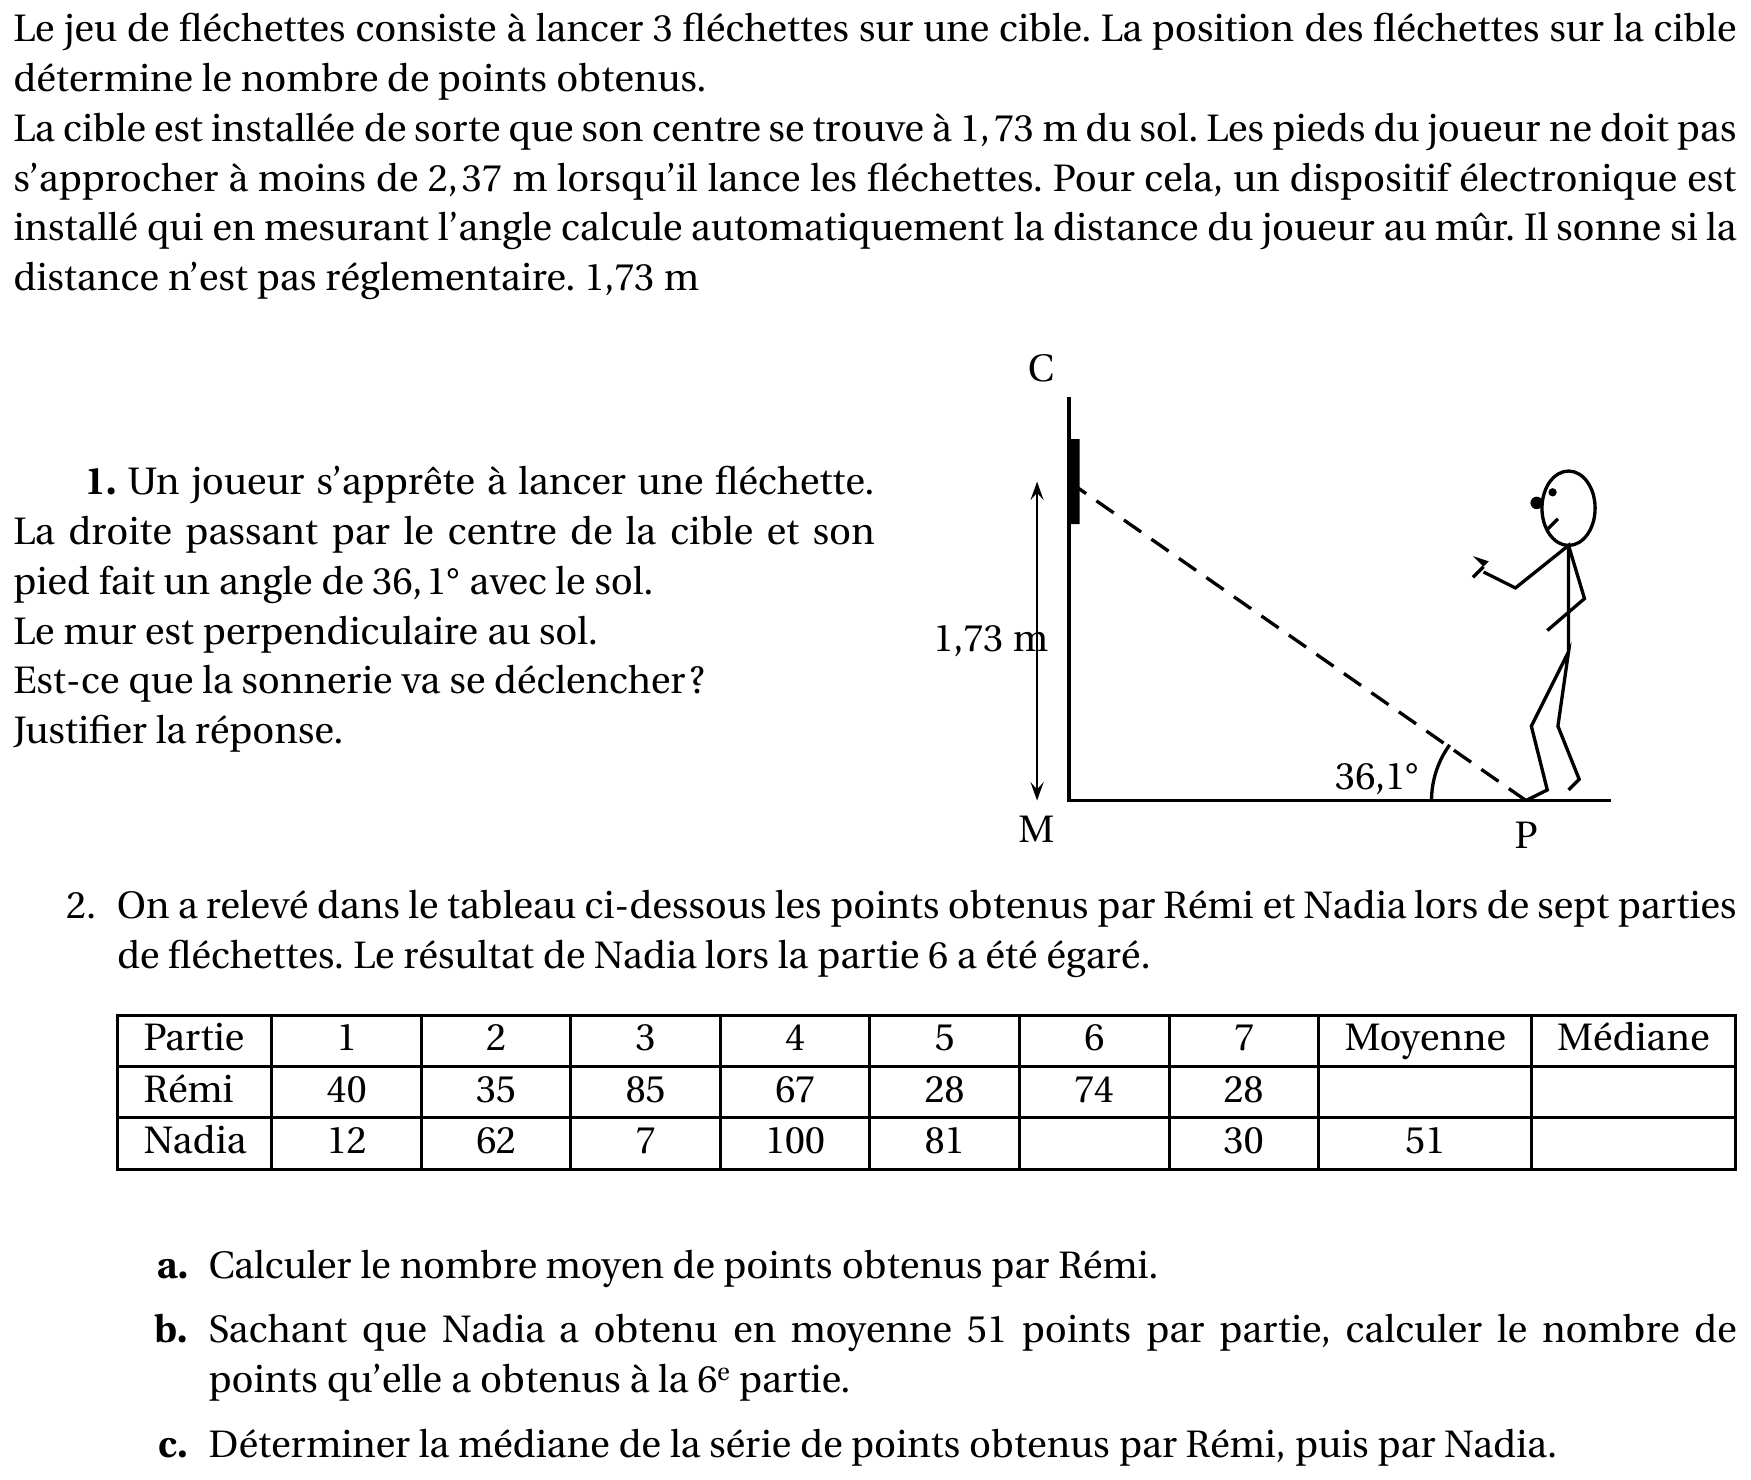 Le jeu de fléchettes consiste à lancer 3 fléchettes sur une cible. La position des fléchettes sur la cible
détermine le nombre de points obtenus.
La cible est installée de sorte que son centre se trouve à 1,73 m du sol. Les pieds du joueur ne doit pas
s'approcher à moins de 2,37 m lorsqu'il lance les fléchettes. Pour cela, un dispositif électronique est
installé qui en mesurant l'angle calcule automatiquement la distance du joueur au mûr. Il sonne si la
distance n'est pas réglementaire. 1,73 m
1. Un joueur s'apprête à lancer une fléchette.
La droite passant par le centre de la cible et son
pied fait un angle de 36,1° avec le sol.
Le mur est perpendiculaire au sol.
Est-ce que la sonnerie va se déclencher?
Justifier la réponse.
C
1,73 m
36,1°
M
P
2. On a relevé dans le tableau ci-dessous les points obtenus par Rémi et Nadia lors de sept parties
de fléchettes. Le résultat de Nadia lors la partie 6 a été égaré.
Partie 1 2 3 4 5 6 7 Moyenne Médiane
Rémi 40 35 85 67 28 74 28
Nadia 12 62 7 100 81 30 51
a. Calculer le nombre moyen de points obtenus par Rémi.
b. Sachant que Nadia a obtenu en moyenne 51 points par partie, calculer le nombre de
points qu'elle a obtenus à la 6e partie.
c. Déterminer la médiane de la série de points obtenus par Rémi, puis par Nadia.